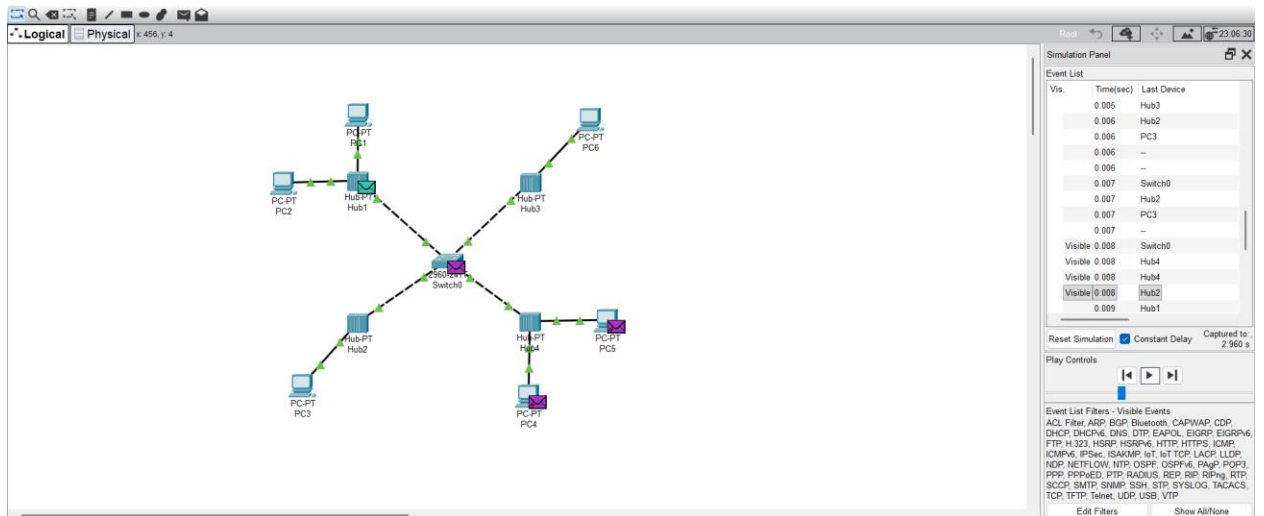 Logical
Physical
x: 456, y: 4
Root
23:06:30
PC-PT
PC1
PC-PT
PC6
PC-PT
PC2
Hub-PT
Hub1
Hub-PT
Hub3
Switch0
Hub-PT
Hub2
Hub-PT
Hub4
PC-PT
PC5
PC-PT
PC3
PC-PT
PC4
Simulation Panel
Event List
Vis. Time(sec) Last Device
0.005 Hub3
0.006 Hub2
0.006 PC3
0.006 --
0.006 --
0.007 Switch0
0.007 Hub2
0.007 PC3
0.007 --
Visible 0.008 Switch0
Visible 0.008 Hub4
Visible 0.008 Hub4
Visible 0.008 Hub2
0.009 Hub1
Reset Simulation Constant Delay Captured to:
2.960 s
Play Controls
Event List Filters - Visible Events
ACL Filter, ARP, BGP, Bluetooth, CAPWAP, CDP,
DHCP, DHCPv6, DNS, DTP, EAPOL, EIGRP, EIGRPv6,
FTP, H.323, HSRP, HSRPv6, HTTP, HTTPS, ICMP,
ICMPv6, IPSec, ISAKMP, IoT, IoT TCP, LACP, LLDP,
NDP, NETFLOW, NTP, OSPF, OSPFv6, PAgP, POP3,
PPP, PPPoED, PTP, RADIUS, REP, RIP, RIPng, RTP,
SCCP, SMTP, SNMP, SSH, STP, SYSLOG, TACACS,
TCP, TFTP, Telnet, UDP, USB, VTP
Edit Filters Show All/None